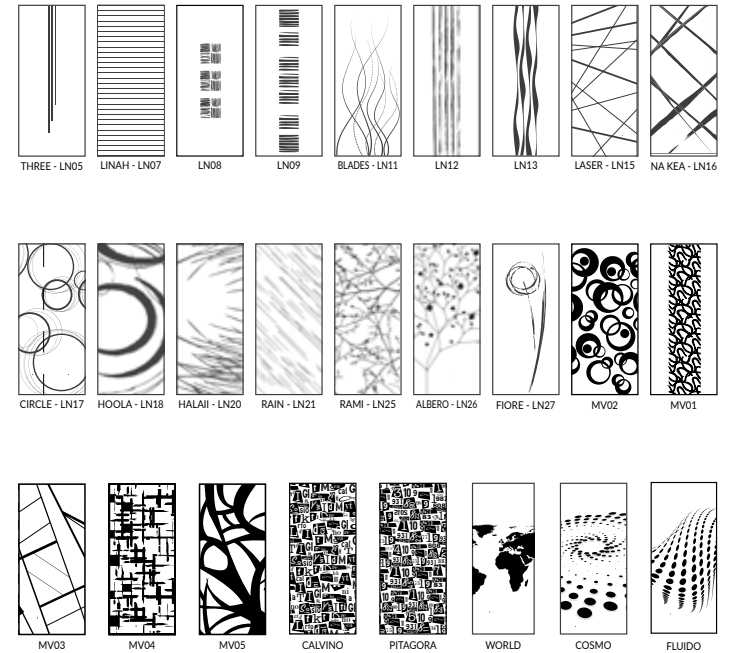 THREE - LN05 LINAH - LN07 LN08 LN09 BLADES - LN11 LN12 LN13 LASER - LN15 NA KEA - LN16
CIRCLE - LN17 HOOLA - LN18 HALAII - LN20 RAIN - LN21 RAMI - LN25 ALBERO - LN26 FIORE - LN27 MV02 MV01
MV03 MV04 MV05 CALVINO PITAGORA WORLD COSMO FLUIDO